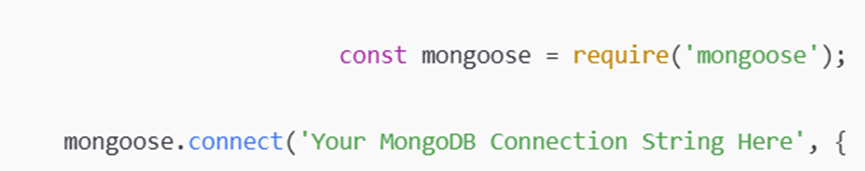 const mongoose = require('mongoose');
mongoose.connect('Your MongoDB Connection String Here', {